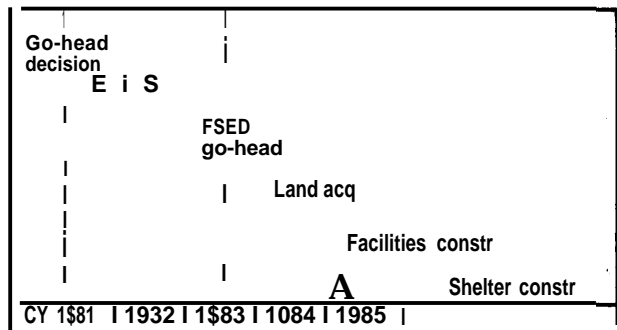 Go-head
decision
E i S
FSED
go-head
Land acq
Facilities constr
A
Shelter constr
CY 1$81 I 1932 I 1$83 I 1084 I 1985 I